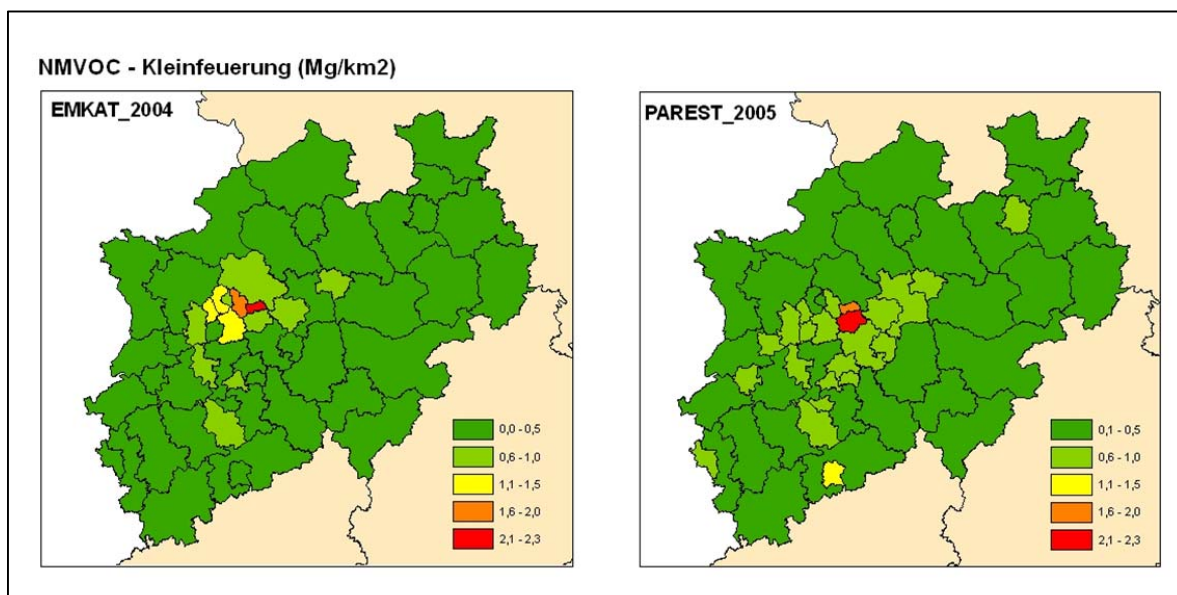 NMVOC - Kleinfeuerung (Mg/km2)
EMKAT_2004
0,0 - 0,5
0,6 - 1,0
1,1 - 1,5
1,6 - 2,0
2,1 - 2,3
PAREST_2005
0,1 - 0,5
0,6 - 1,0
1,1 - 1,5
1,6 - 2,0
2,1 - 2,3